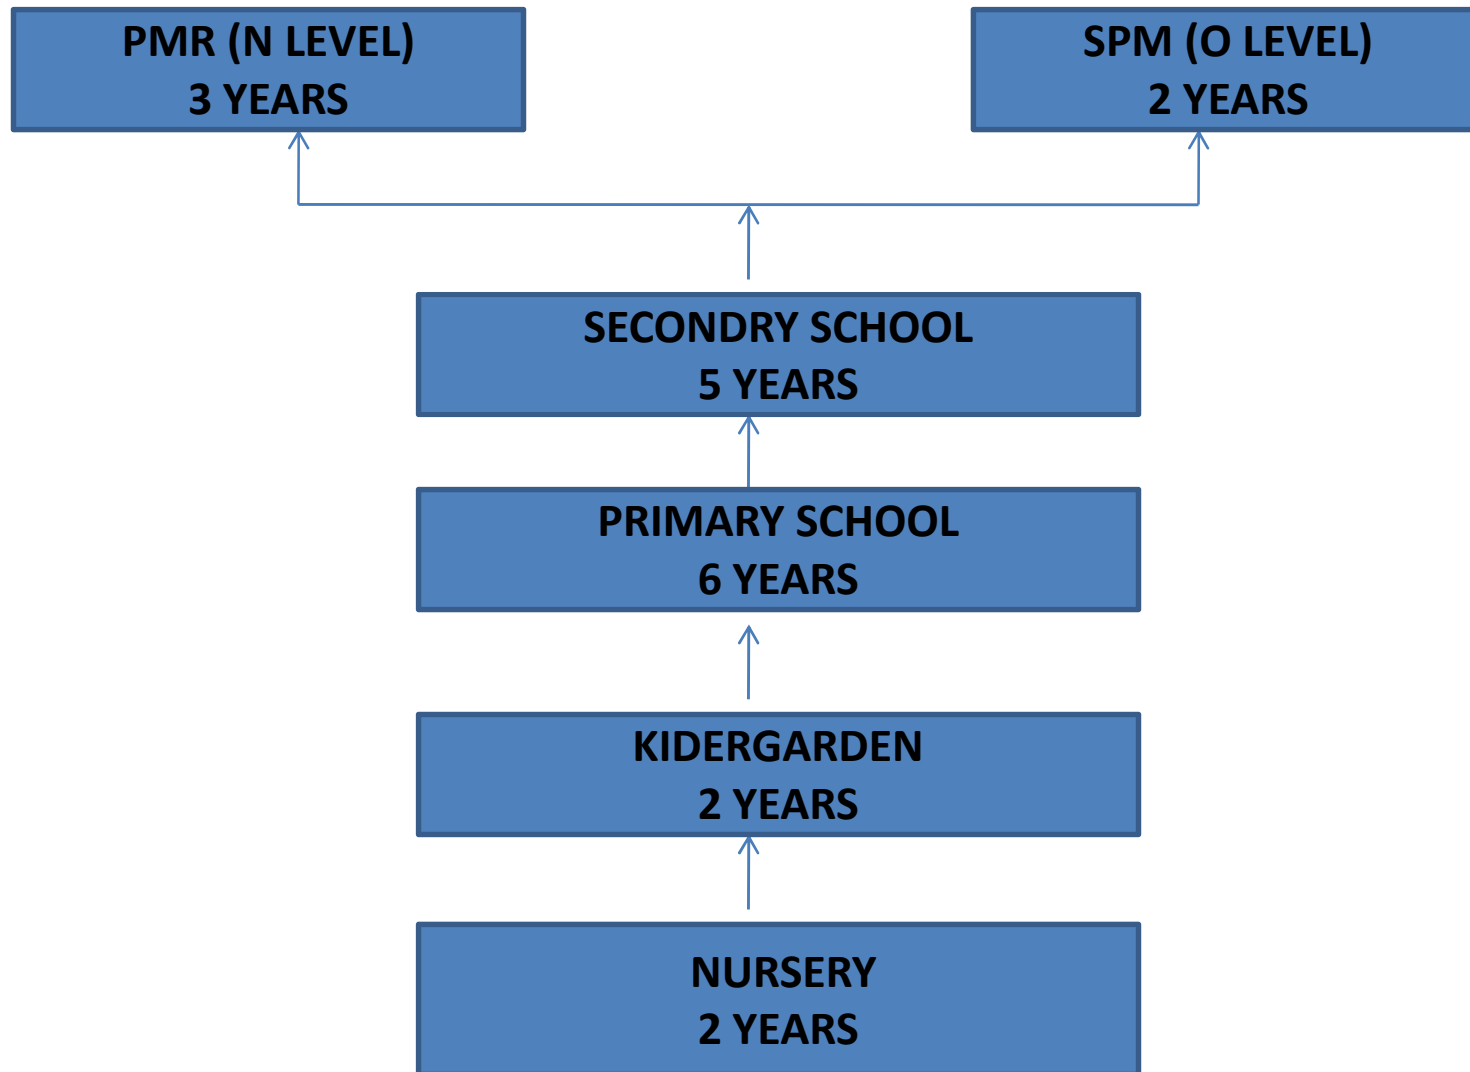 PMR (N LEVEL)
3 YEARS
SPM (O LEVEL)
2 YEARS
SECONDRY SCHOOL
5 YEARS
PRIMARY SCHOOL
6 YEARS
KIDERGARDEN
2 YEARS
NURSERY
2 YEARS